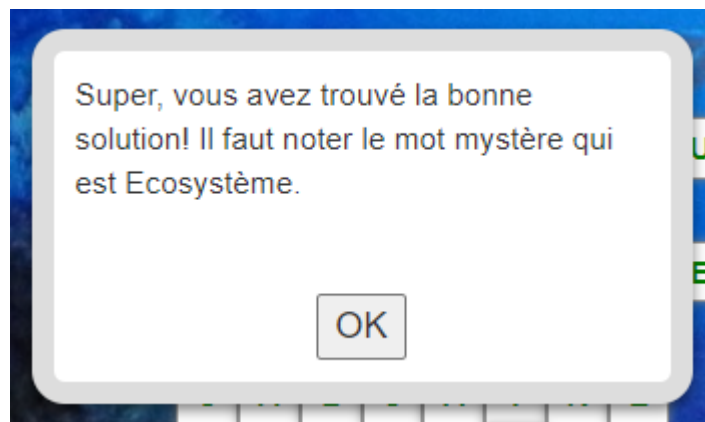 Super, vous avez trouvé la bonne
solution! Il faut noter le mot mystère qui
est Ecosystème.
U
E
OK